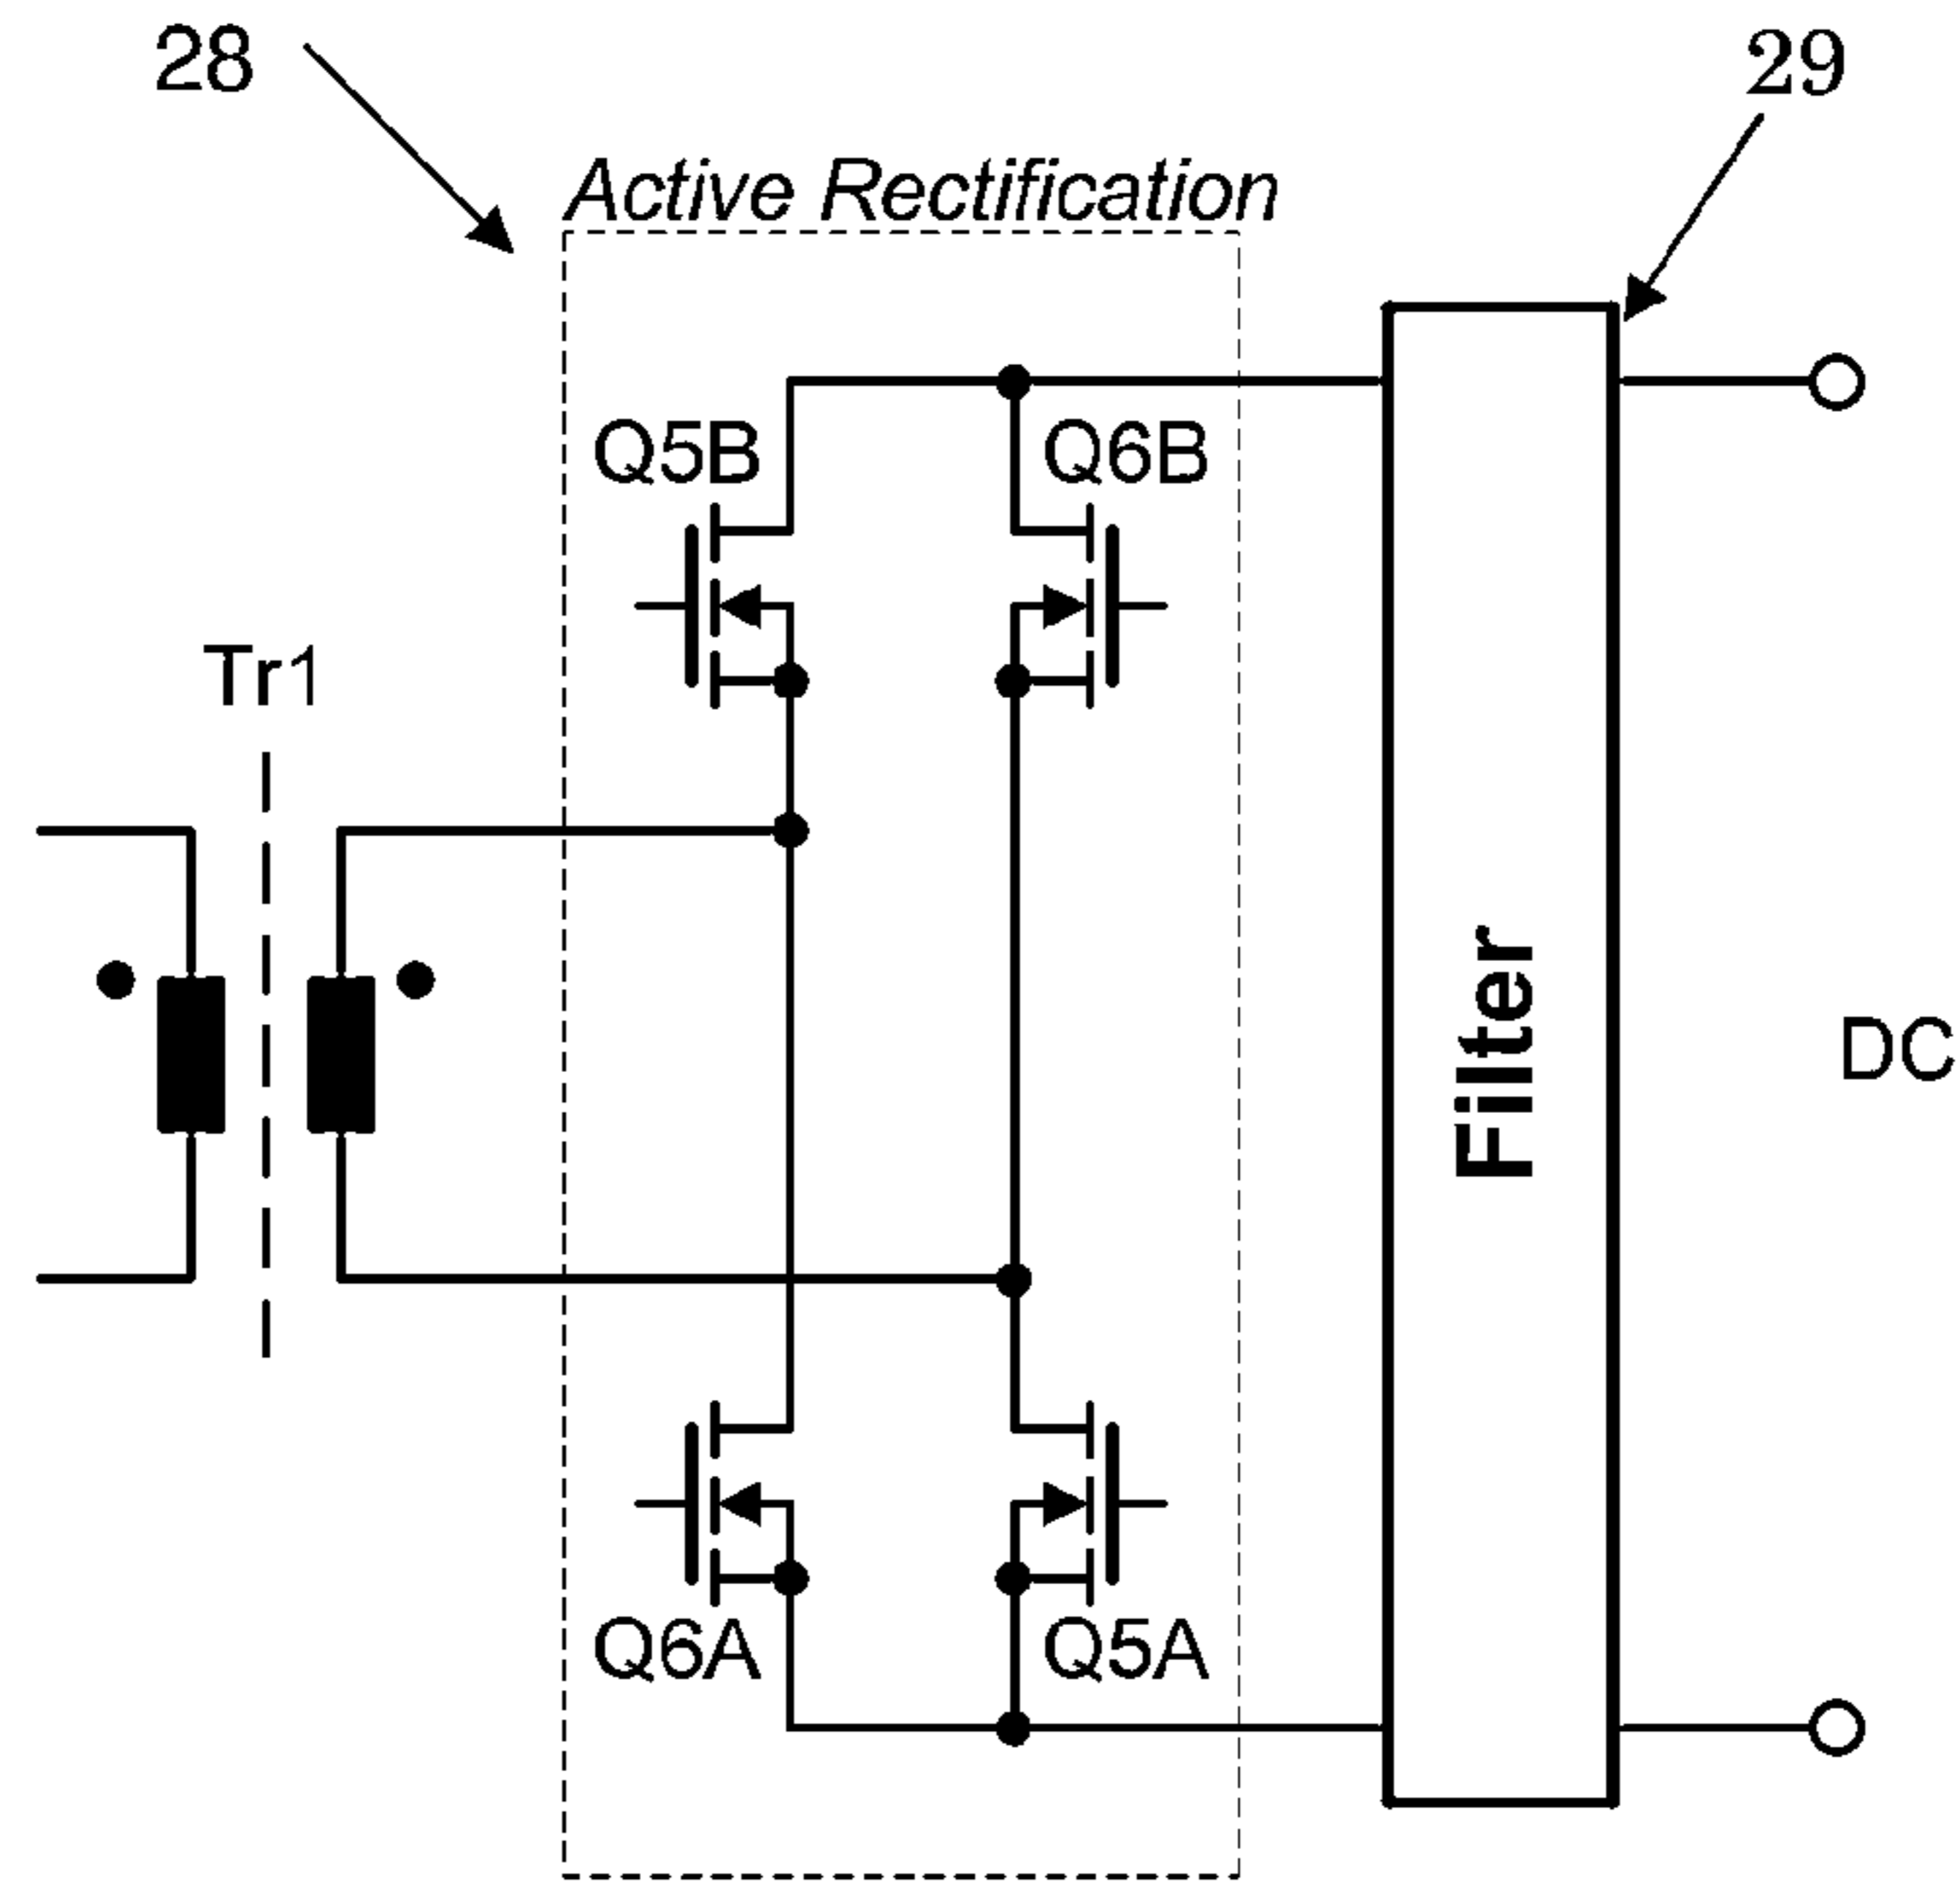 28
29
Active Rectification
Q5B
Q6B
Tr1
Filter
DC
Q6A
Q5A